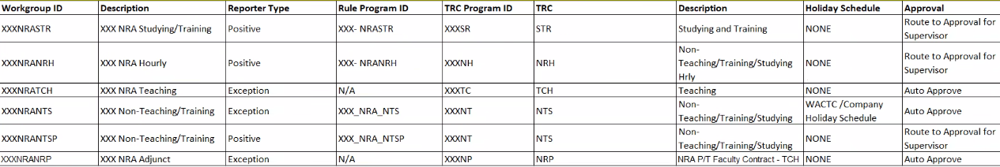 Workgroup ID Description Reporter Type Rule Program ID TRC Program ID TRC Description Holiday Schedule Approval
XXXNRASTR XXX NRA Studying/Training Positive XXX- NRASTR XXXSR STR Studying and Training NONE Route to Approval for
Supervisor
XXXNRANRH XXX NRA Hourly Positive XXX- NRANRH XXXNH NRH Non-
Teaching/Training/Studying
Hrly NONE Route to Approval for
Supervisor
XXXNRATCH XXX NRA Teaching Exception N/A XXXTC TCH Teaching NONE Auto Approve
XXXNRANTS XXX Non-Teaching/Training Exception XXX_NRA_NTS XXXNT NTS Non-
Teaching/Training/Studying WACTC /Company
Holiday Schedule Auto Approve
XXXNRANTSP XXX Non-Teaching/Training Positive XXX_NRA_NTSP XXXNT NTS Non-
Teaching/Training/Studying NONE Route to Approval for
Supervisor
XXXNRANRP XXX NRA Adjunct Exception N/A XXXNP NRP NRA P/T Faculty Contract - TCH NONE Auto Approve